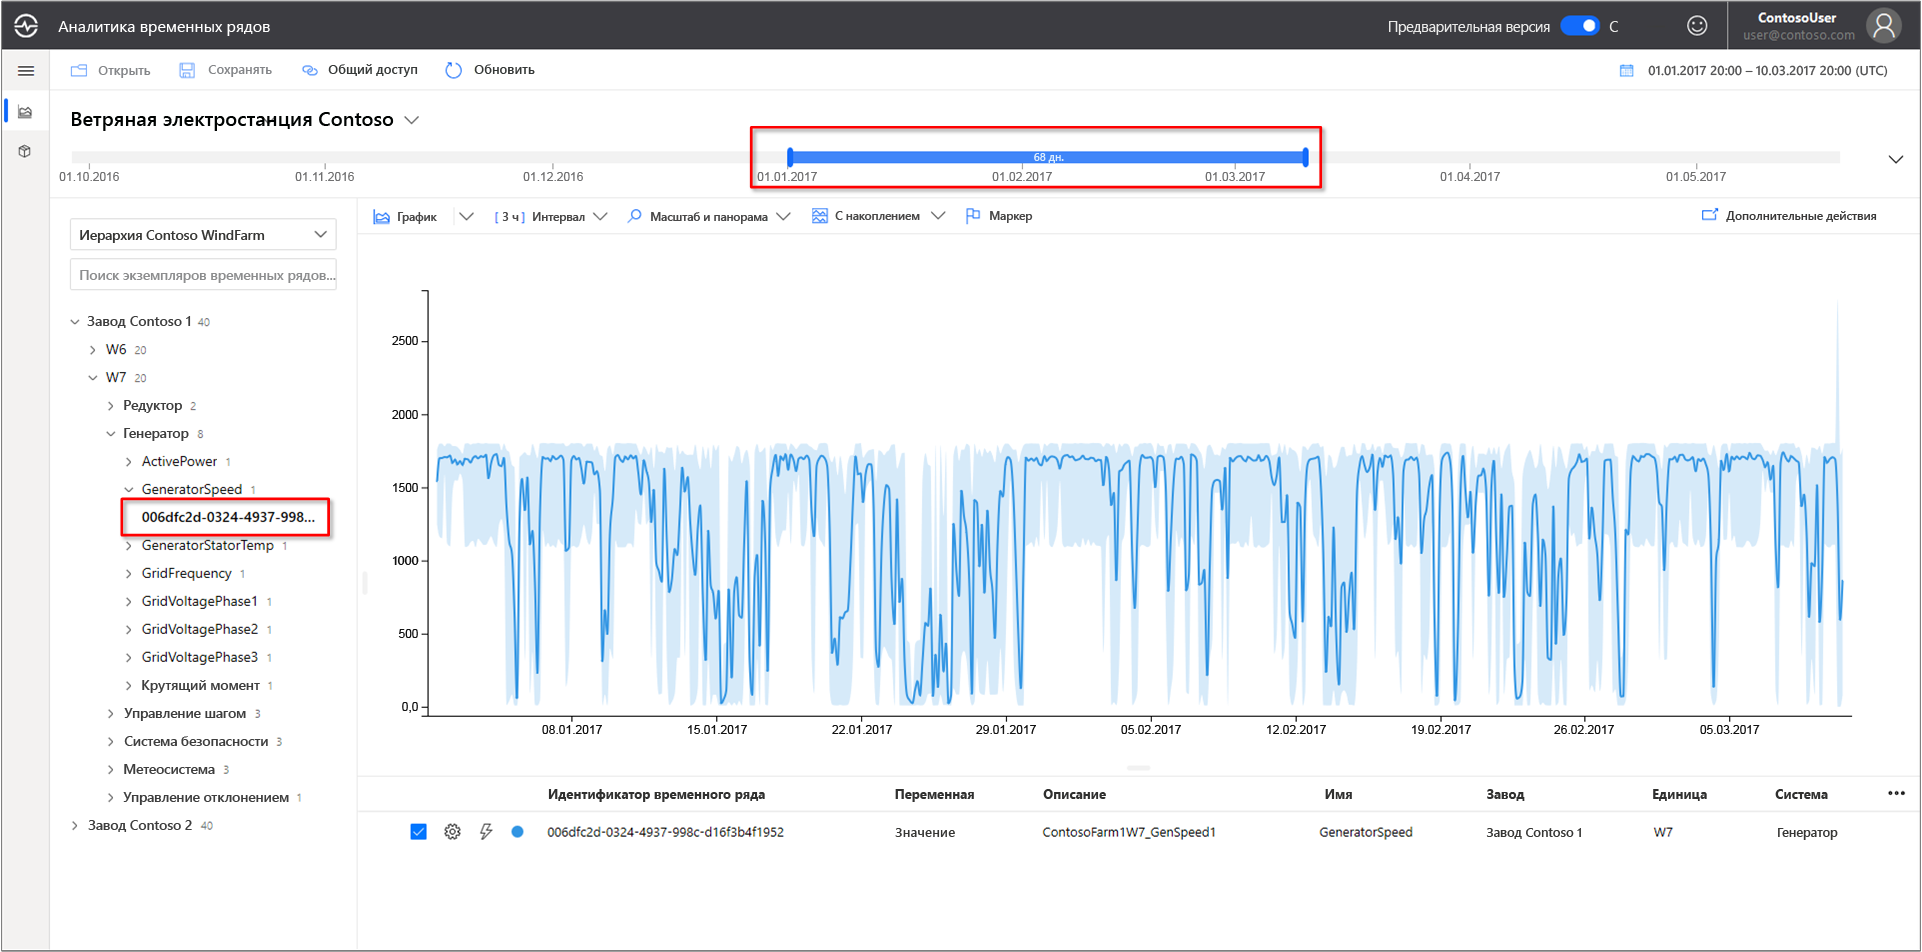 Аналитика временных рядов
Предварительная версия С
ContosoUser
user@contoso.com
Открыть Сохранять Общий доступ Обновить
01.01.2017 20:00 – 10.03.2017 20:00 (UTC)
Ветряная электростанция Contoso
68 дн.
01.10.2016 01.11.2016 01.12.2016 01.01.2017 01.02.2017 01.03.2017 01.04.2017 01.05.2017
График [ 3 ч ] Интервал Масштаб и панорама С накоплением Маркер Дополнительные действия
Иерархия Contoso WindFarm
Поиск экземпляров временных рядов...
Завод Contoso 1 40
W6 20
W7 20
Редуктор 2
Генератор 8
ActivePower 1
GeneratorSpeed 1
006dfc2d-0324-4937-998...
GeneratorStatorTemp 1
GridFrequency 1
GridVoltagePhase1 1
GridVoltagePhase2 1
GridVoltagePhase3 1
Крутящий момент 1
Управление шагом 3
Система безопасности 3
Метеосистема 3
Управление отклонением 1
Завод Contoso 2 40
2500
2000
1500
1000
500
0,0
08.01.2017 15.01.2017 22.01.2017 29.01.2017 05.02.2017 12.02.2017 19.02.2017 26.02.2017 05.03.2017
Идентификатор временного ряда Переменная Описание Имя Завод Единица Система
006dfc2d-0324-4937-998c-d16f3b4f1952 Значение ContosoFarm1W7_GenSpeed1 GeneratorSpeed Завод Contoso 1 W7 Генератор